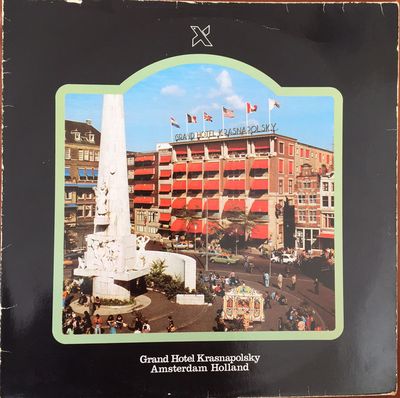 GRAND HOTEL KRASNAPOLSKY
Grand Hotel Krasnapolsky
Amsterdam Holland